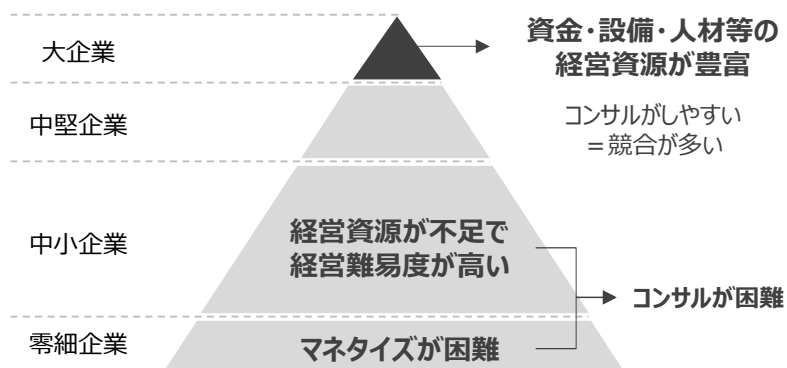 大企業
資金・設備・人材等の
経営資源が豊富
中堅企業
コンサルがしやすい
＝競合が多い
中小企業
経営資源が不足で
経営難易度が高い
コンサルが困難
零細企業
マネタイズが困難